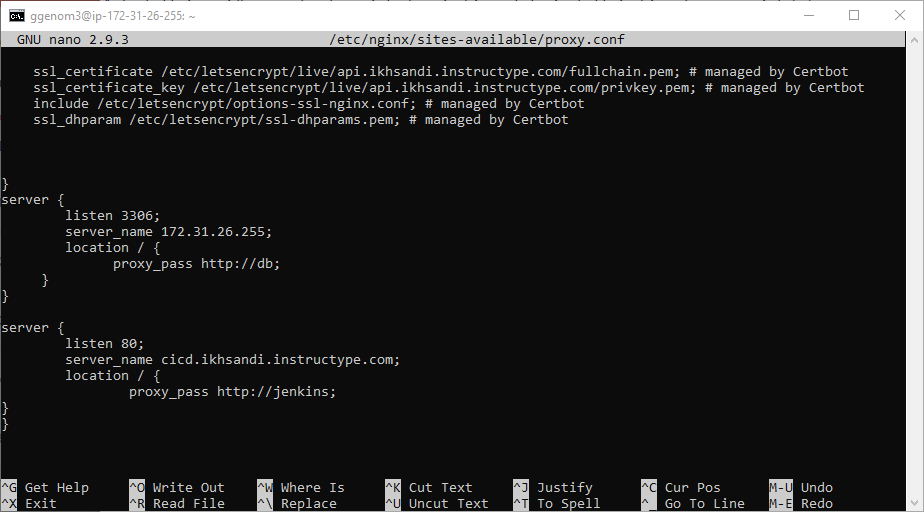 ggenom3@ip-172-31-26-255: ~
GNU nano 2.9.3 /etc/nginx/sites-available/proxy.conf
ssl_certificate /etc/letsencrypt/live/api.ikhsandi.instructype.com/fullchain.pem; # managed by Certbot
ssl_certificate_key /etc/letsencrypt/live/api.ikhsandi.instructype.com/privkey.pem; # managed by Certbot
include /etc/letsencrypt/options-ssl-nginx.conf; # managed by Certbot
ssl_dhparam /etc/letsencrypt/ssl-dhparams.pem; # managed by Certbot
}
server {
listen 3306;
server_name 172.31.26.255;
location / {
proxy_pass http://db;
}
}
server {
listen 80;
server_name cicd.ikhsandi.instructype.com;
location / {
proxy_pass http://jenkins;
}
}
^G Get Help ^O Write Out ^W Where Is ^K Cut Text ^J Justify ^C Cur Pos M-U Undo
^X Exit ^R Read File ^\ Replace ^U Uncut Text ^T To Spell ^_ Go To Line M-E Redo